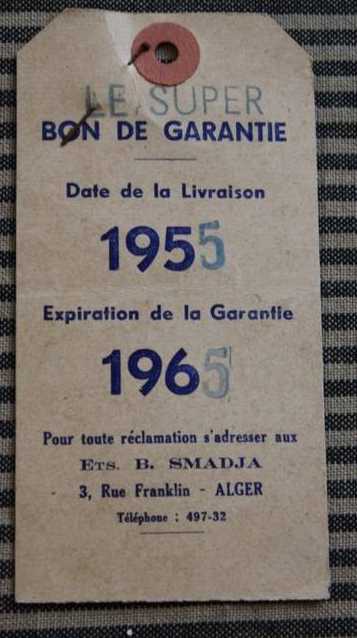 LE SUPER
BON DE GARANTIE
Date de la Livraison
1955
Expiration de la Garantie
1965
Pour toute réclamation s'adresser aux
ETS. B. SMADJA
3, Rue Franklin - ALGER
Téléphone : 497-32